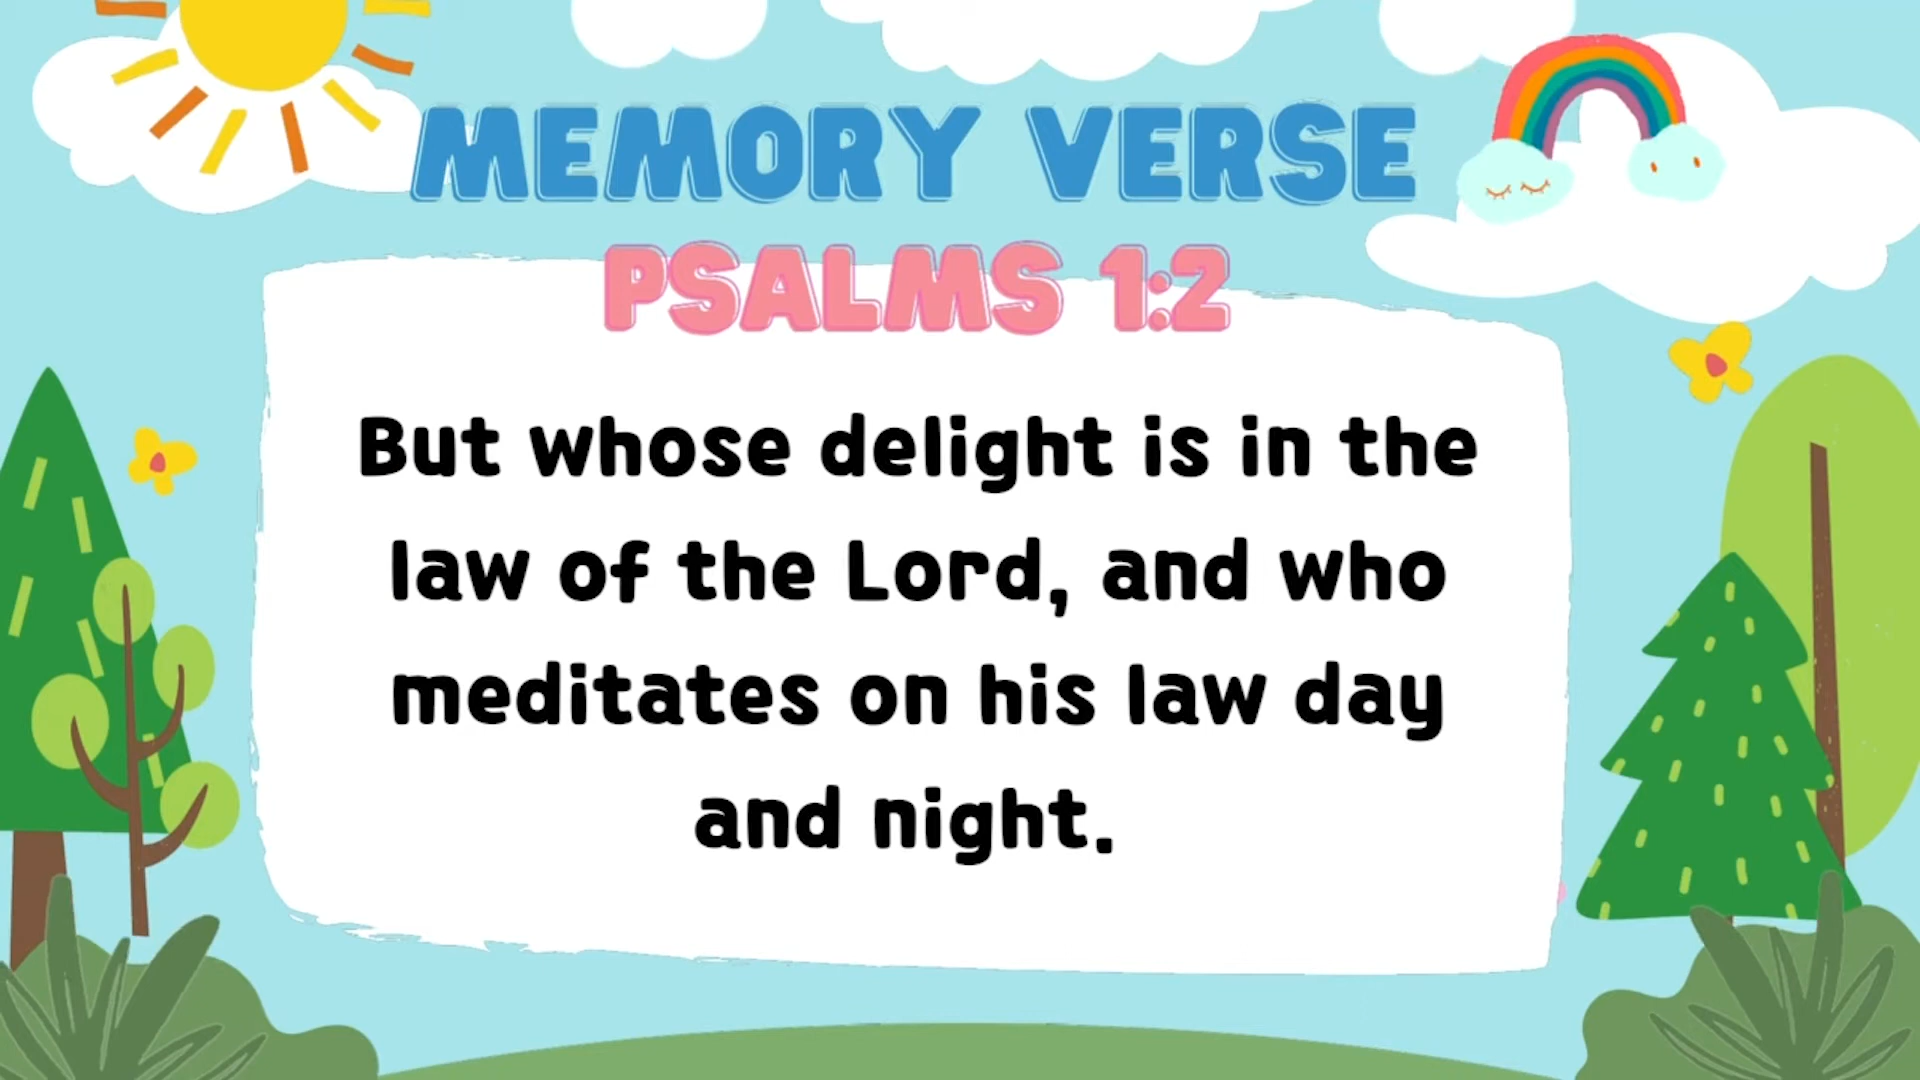 MEMORY VERSE
PSALMS 1:2
But whose delight is in the
law of the Lord, and who
meditates on his law day
and night.